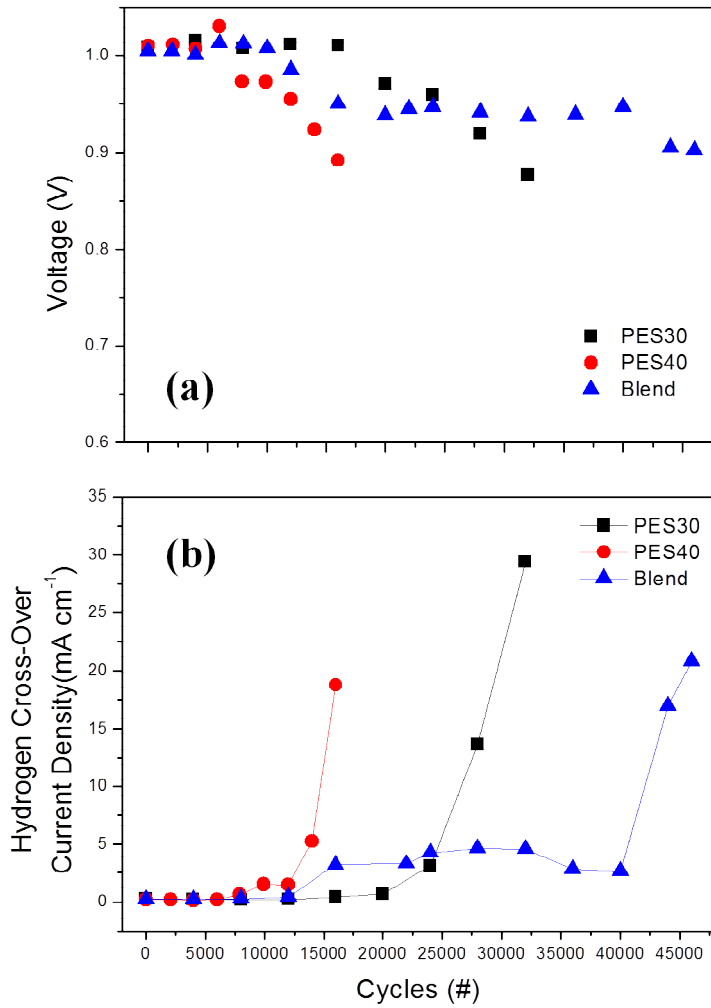 1.0
0.9
0.8
0.7
0.6
Voltage (V)
PES30
PES40
Blend
(a)
35
30
25
20
15
10
5
0
Hydrogen Cross-Over
Current Density(mA cm⁻¹)
(b)
PES30
PES40
Blend
0 5000 10000 15000 20000 25000 30000 35000 40000 45000
Cycles (#)